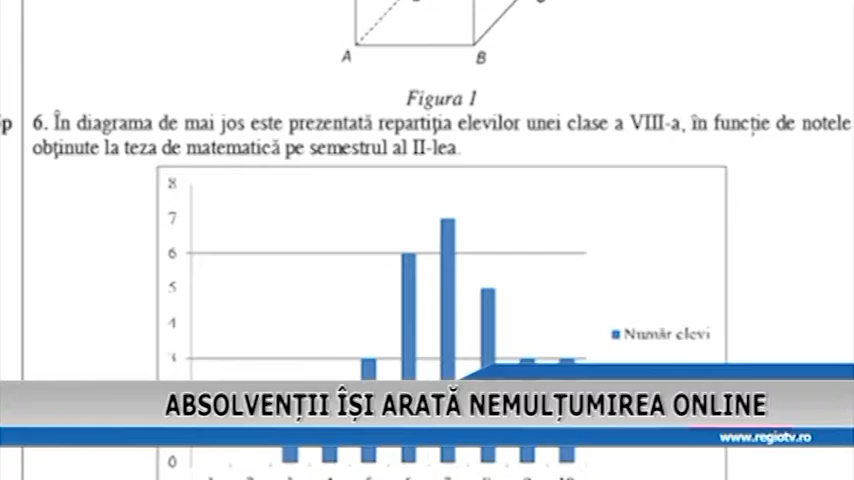 A
B
Figura 1
6. În diagrama de mai jos este prezentată repartiția elevilor unei clase a VIII-a, în funcție de notele
obținute la teza de matematică pe semestrul al II-lea.
8
7
6
5
4
3
Număr elevi
ABSOLVENȚII ÎȘI ARATĂ NEMULȚUMIREA ONLINE
www.regiotv.ro
0